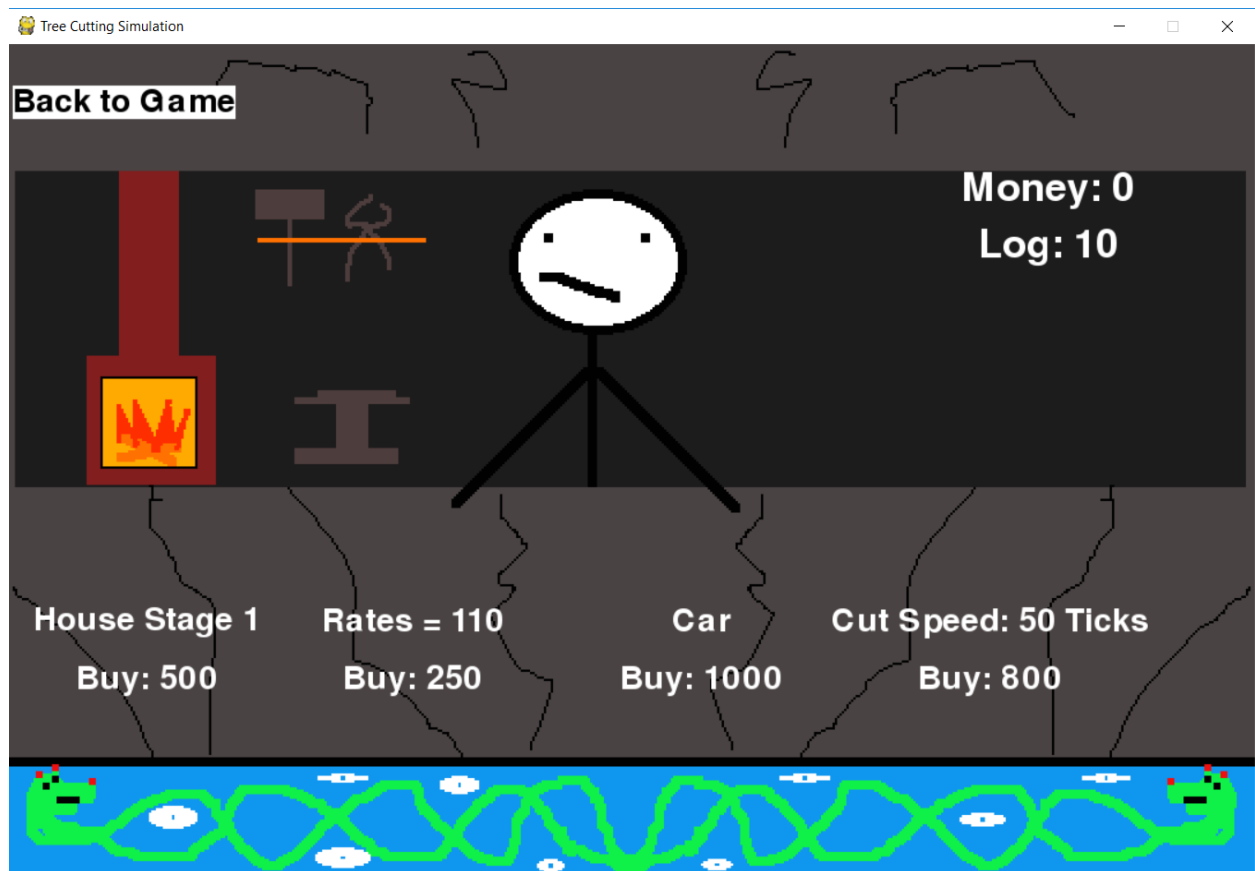 Tree Cutting Simulation
Back to Game
Money: 0
Log: 10
House Stage 1 Rates = 110 Car Cut Speed: 50 Ticks
Buy: 500 Buy: 250 Buy: 1000 Buy: 800